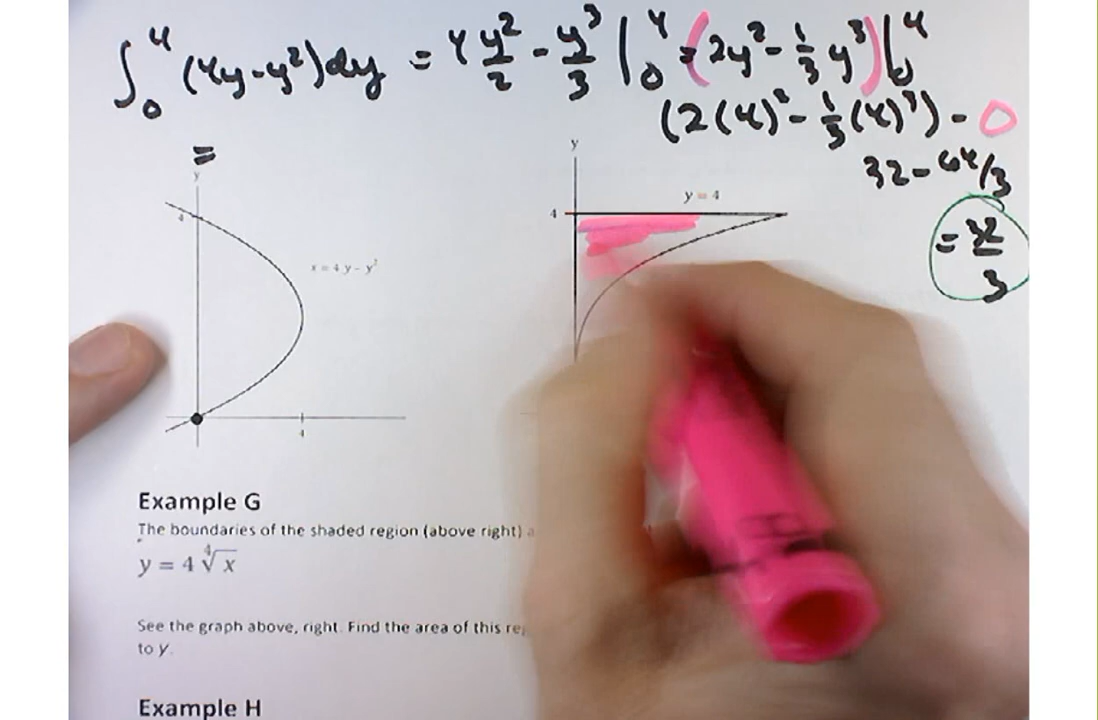 ∫₀⁴ (4y-y²)dy = 4 y²/2 - y³/3 |₀⁴ = (2y² - 1/3 y³)|₀⁴
(2(4)² - 1/3(4)³) - 0
=
32 - 64/3
= 32/3
y
y
4
x = 4y - y²
4
4
y = 4
Example G
The boundaries of the shaded region (above right)
y = 4 ∜x
See the graph above, right. Find the area of this
to y.
Example H